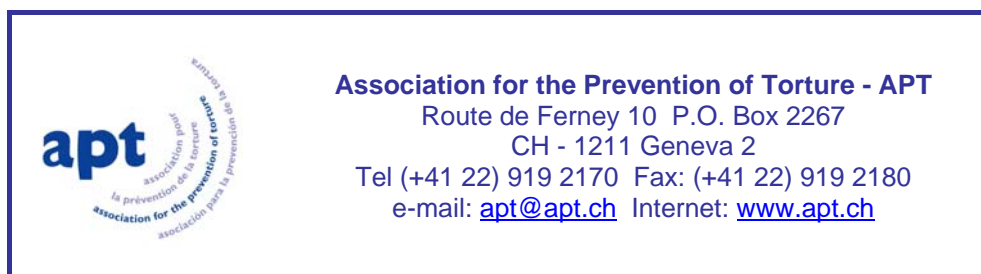 apt
association pour
la prévention de la torture
association for the prevention of torture
asociación para la prevención de la tortura
Association for the Prevention of Torture - APT
Route de Ferney 10 P.O. Box 2267
CH - 1211 Geneva 2
Tel (+41 22) 919 2170 Fax: (+41 22) 919 2180
e-mail: apt@apt.ch Internet: www.apt.ch